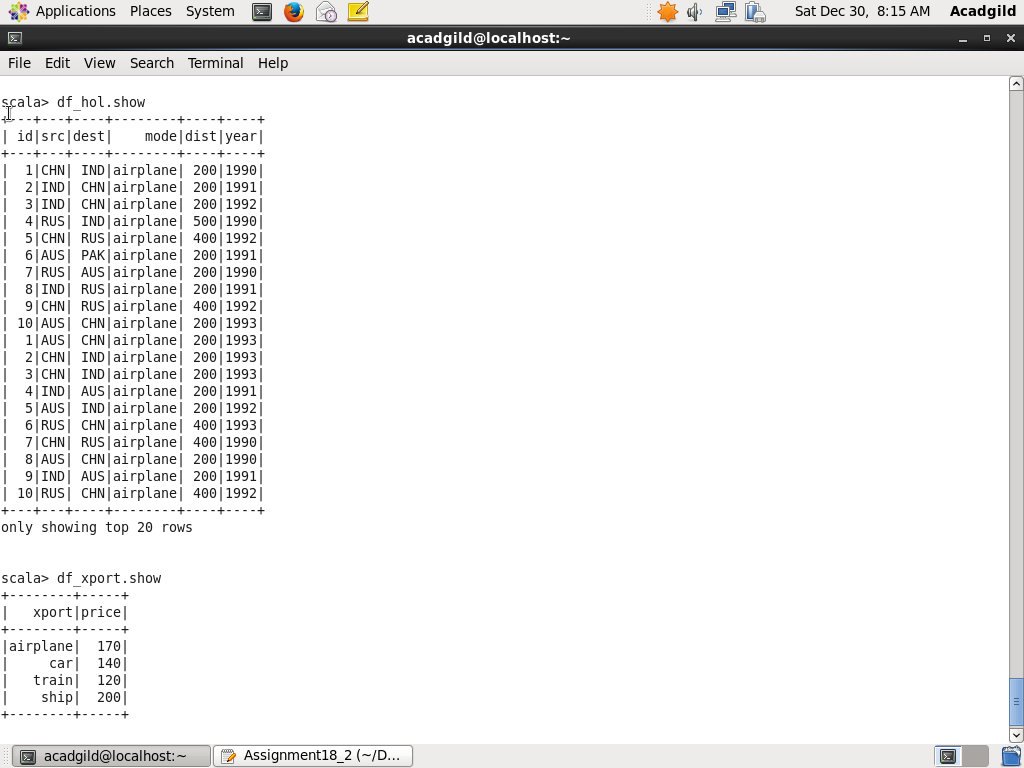 Applications Places System Sat Dec 30, 8:15 AM Acadgild
acadgild@localhost:~
File Edit View Search Terminal Help
scala> df_hol.show
+---+---+----+--------+----+----+
| id|src|dest|    mode|dist|year|
+---+---+----+--------+----+----+
|  1|CHN| IND|airplane| 200|1990|
|  2|IND| CHN|airplane| 200|1991|
|  3|IND| CHN|airplane| 200|1992|
|  4|RUS| IND|airplane| 500|1990|
|  5|CHN| RUS|airplane| 400|1992|
|  6|AUS| PAK|airplane| 200|1991|
|  7|RUS| AUS|airplane| 200|1990|
|  8|IND| RUS|airplane| 200|1991|
|  9|CHN| RUS|airplane| 400|1992|
| 10|AUS| CHN|airplane| 200|1993|
|  1|AUS| CHN|airplane| 200|1993|
|  2|CHN| IND|airplane| 200|1993|
|  3|CHN| IND|airplane| 200|1993|
|  4|IND| AUS|airplane| 200|1991|
|  5|AUS| IND|airplane| 200|1992|
|  6|RUS| CHN|airplane| 400|1993|
|  7|CHN| RUS|airplane| 400|1990|
|  8|AUS| CHN|airplane| 200|1990|
|  9|IND| AUS|airplane| 200|1991|
| 10|RUS| CHN|airplane| 400|1992|
+---+---+----+--------+----+----+
only showing top 20 rows
scala> df_xport.show
+--------+-----+
|   xport|price|
+--------+-----+
|airplane|  170|
|     car|  140|
|   train|  120|
|    ship|  200|
+--------+-----+
acadgild@localhost:~ Assignment18_2 (~/D...